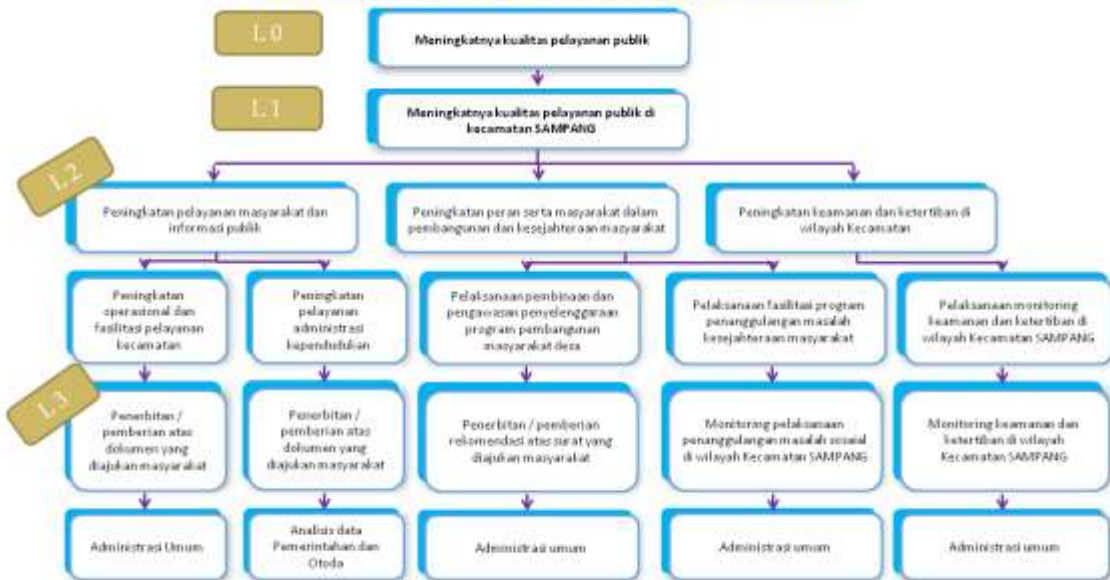 L 0
Meningkatnya kualitas pelayanan publik
L 1
Meningkatnya kualitas pelayanan publik di
kecamatan SAMPANG
L 2
Peningkatan pelayanan masyarakat dan
informasi publik
Peningkatan peran serta masyarakat dalam
pembangunan dan kesejahteraan masyarakat
Peningkatan keamanan dan ketertiban di
wilayah Kecamatan
Peningkatan
operasional dan
fasilitasi pelayanan
kecamatan
Peningkatan
pelayanan
administrasi
kependudukan
Pelaksanaan pembinaan dan
pengawasan penyelenggaraan
program pembangunan
masyarakat desa
Pelaksanaan fasilitasi program
penanggulangan masalah
kesejahteraan masyarakat
Pelaksanaan monitoring
keamanan dan ketertiban di
wilayah Kecamatan SAMPANG
L3
Penerbitan /
pemberian atas
dokumen yang
diajukan masyarakat
Penerbitan /
pemberian atas
dokumen yang
diajukan masyarakat
Penerbitan / pemberian
rekomendasi atas surat yang
diajukan masyarakat
Monitoring pelaksanaan
penanggulangan masalah sosaial
di wilayah Kecamatan SAMPANG
Monitoring keamanan dan
ketertiban di wilayah
Kecamatan SAMPANG
Administrasi Umum
Analisis data
Pemerintahan dan
Otoda
Administrasi umum
Administrasi umum
Administrasi umum